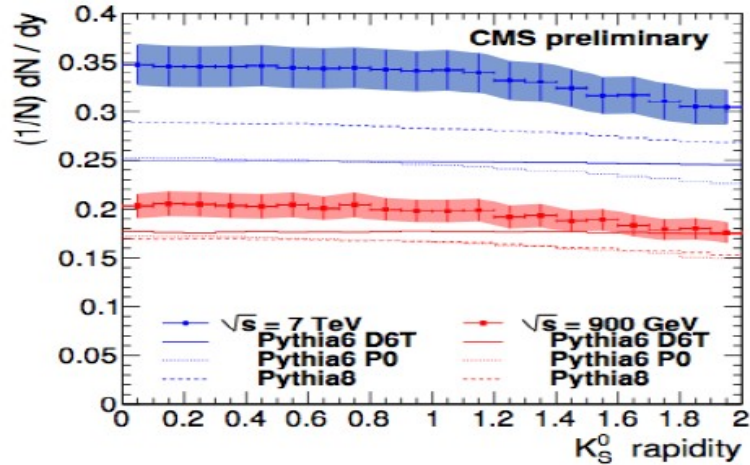 0.4
CMS preliminary
0.35
0.3
0.25
0.2
0.15
0.1
0.05
0
(1/N) dN / dy
√s = 7 TeV
Pythia6 D6T
Pythia6 P0
Pythia8
√s = 900 GeV
Pythia6 D6T
Pythia6 P0
Pythia8
0 0.2 0.4 0.6 0.8 1 1.2 1.4 1.6 1.8 2
K⁰_S rapidity